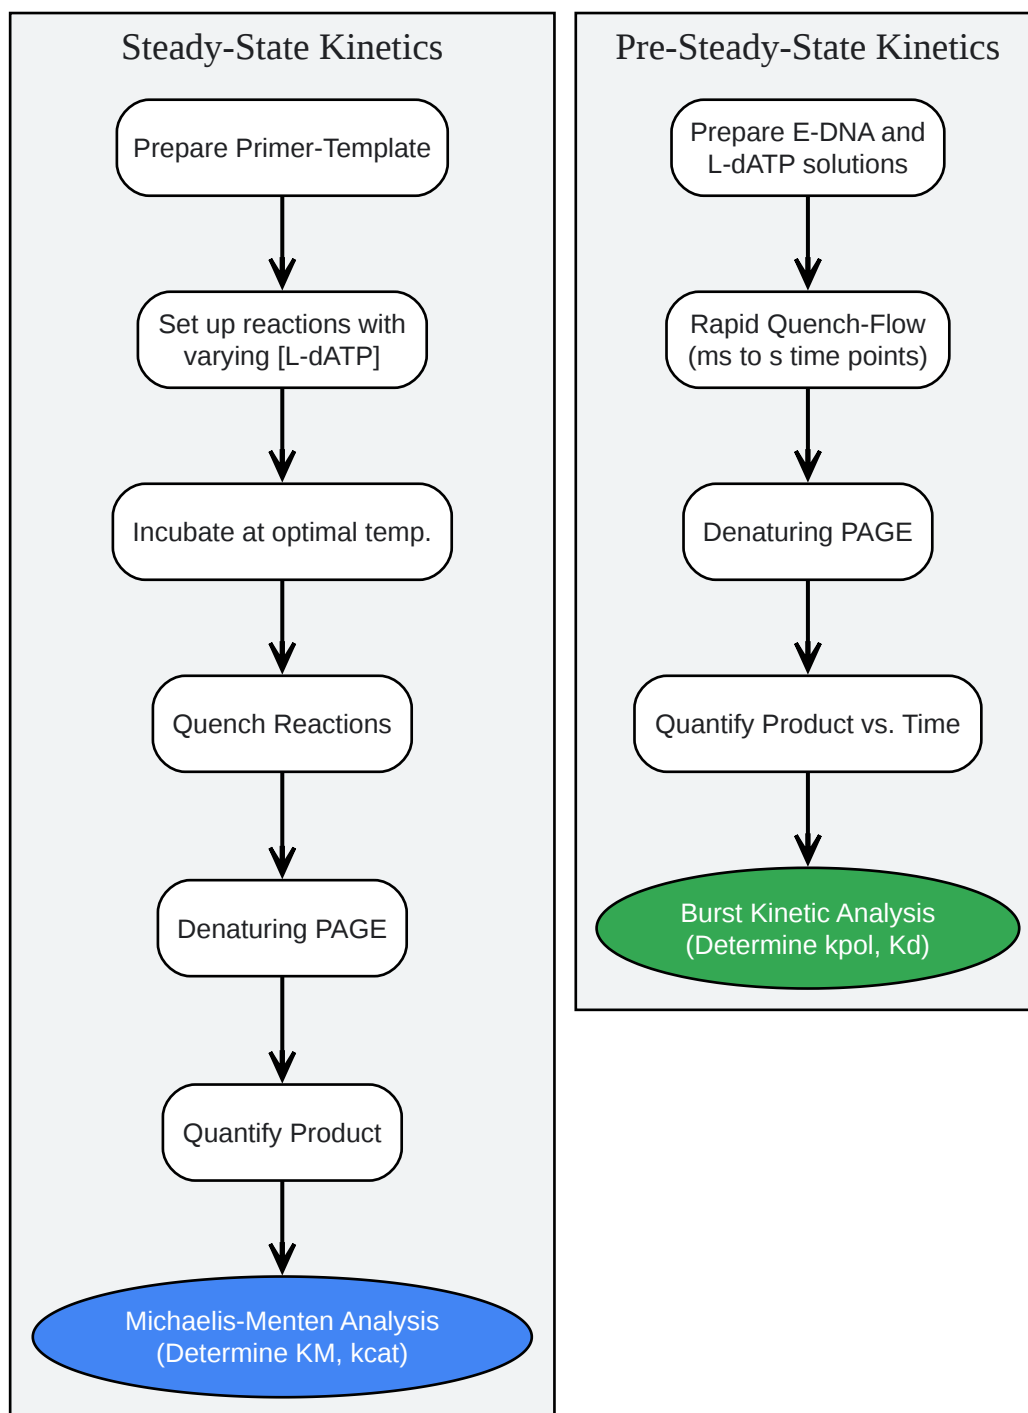 Steady-State Kinetics
Prepare Primer-Template
Set up reactions with
varying [L-dATP]
Incubate at optimal temp.
Quench Reactions
Denaturing PAGE
Quantify Product
Michaelis-Menten Analysis
(Determine KM, kcat)
Pre-Steady-State Kinetics
Prepare E-DNA and
L-dATP solutions
Rapid Quench-Flow
(ms to s time points)
Denaturing PAGE
Quantify Product vs. Time
Burst Kinetic Analysis
(Determine kpol, Kd)